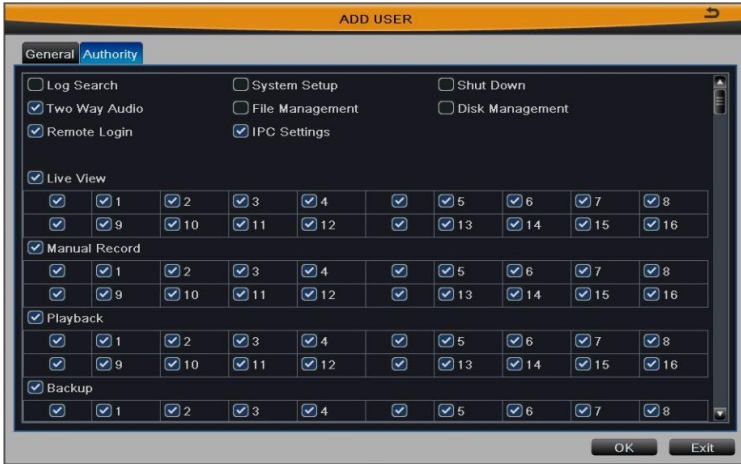 ADD USER
General Authority
Log Search System Setup Shut Down
Two Way Audio File Management Disk Management
Remote Login IPC Settings
Live View
1 2 3 4 5 6 7 8
9 10 11 12 13 14 15 16
Manual Record
1 2 3 4 5 6 7 8
9 10 11 12 13 14 15 16
Playback
1 2 3 4 5 6 7 8
9 10 11 12 13 14 15 16
Backup
1 2 3 4 5 6 7 8
OK Exit